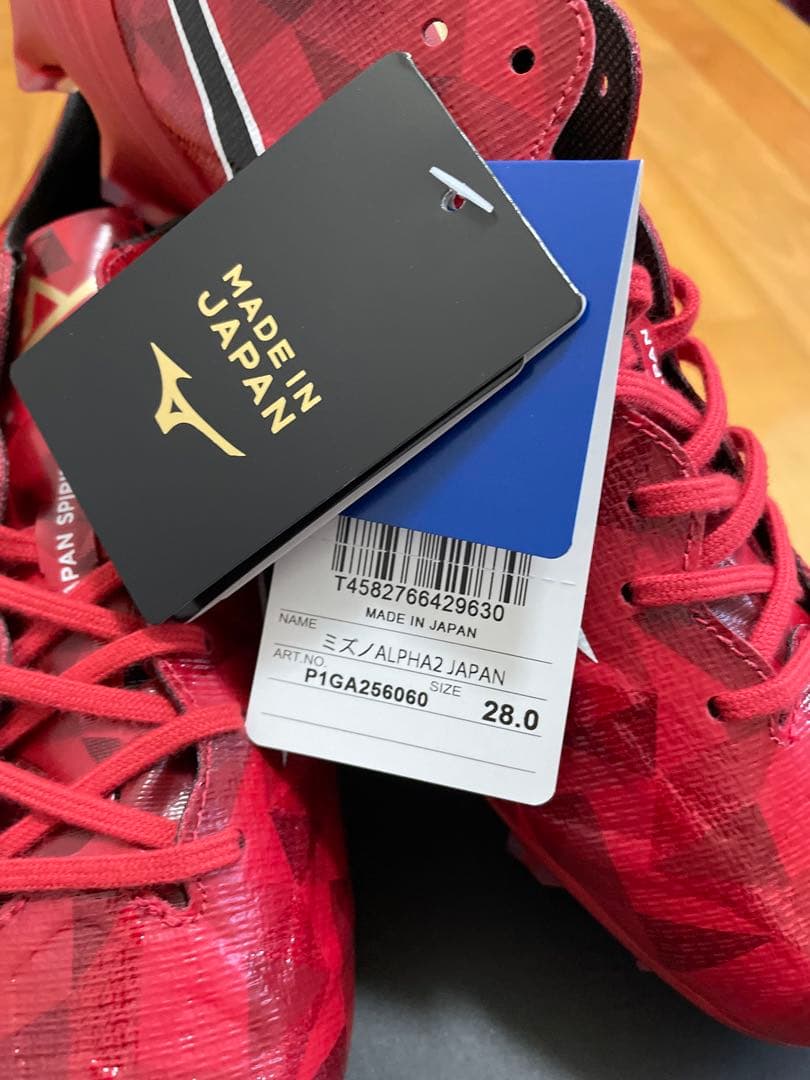 MADE IN
JAPAN
T4582766429630
MADE IN JAPAN
NAME
ミズノALPHA2 JAPAN
ART.NO.
P1GA256060
SIZE
28.0